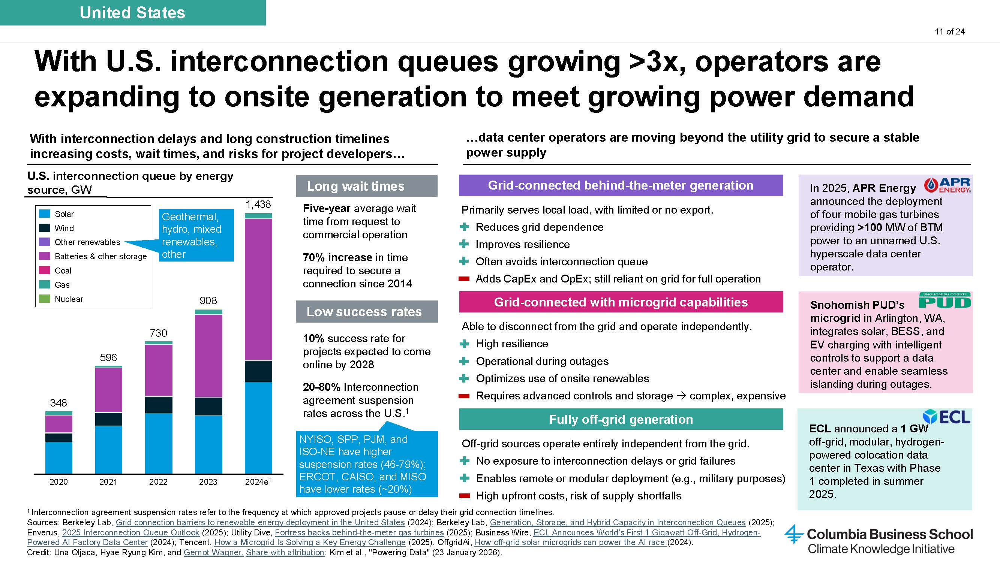 United States
11 of 24
With U.S. interconnection queues growing >3x, operators are
expanding to onsite generation to meet growing power demand
With interconnection delays and long construction timelines
increasing costs, wait times, and risks for project developers…
U.S. interconnection queue by energy
source, GW
Solar
Wind
Other renewables
Batteries & other storage
Coal
Gas
Nuclear
Geothermal,
hydro, mixed
renewables,
other
348
596
730
908
1,438
2020
2021
2022
2023
2024e¹
Long wait times
Five-year average wait
time from request to
commercial operation
70% increase in time
required to secure a
connection since 2014
Low success rates
10% success rate for
projects expected to come
online by 2028
20-80% Interconnection
agreement suspension
rates across the U.S.¹
NYISO, SPP, PJM, and
ISO-NE have higher
suspension rates (46-79%);
ERCOT, CAISO, and MISO
have lower rates (~20%)
…data center operators are moving beyond the utility grid to secure a stable
power supply
Grid-connected behind-the-meter generation
Primarily serves local load, with limited or no export.
Reduces grid dependence
Improves resilience
Often avoids interconnection queue
Adds CapEx and OpEx; still reliant on grid for full operation
APR
ENERGY
In 2025, APR Energy
announced the deployment
of four mobile gas turbines
providing >100 MW of BTM
power to an unnamed U.S.
hyperscale data center
operator.
Grid-connected with microgrid capabilities
Able to disconnect from the grid and operate independently.
High resilience
Operational during outages
Optimizes use of onsite renewables
Requires advanced controls and storage → complex, expensive
SNOHOMISH COUNTY
PUD
Snohomish PUD’s
microgrid in Arlington, WA,
integrates solar, BESS, and
EV charging with intelligent
controls to support a data
center and enable seamless
islanding during outages.
Fully off-grid generation
Off-grid sources operate entirely independent from the grid.
No exposure to interconnection delays or grid failures
Enables remote or modular deployment (e.g., military purposes)
High upfront costs, risk of supply shortfalls
ECL
ECL announced a 1 GW
off-grid, modular, hydrogen-
powered colocation data
center in Texas with Phase
1 completed in summer
2025.
¹ Interconnection agreement suspension rates refer to the frequency at which approved projects pause or delay their grid connection timelines.
Sources: Berkeley Lab, Grid connection barriers to renewable energy deployment in the United States (2024); Berkeley Lab, Generation, Storage, and Hybrid Capacity in Interconnection Queues (2025);
Enverus, 2025 Interconnection Queue Outlook (2025); Utility Dive, Fortress backs behind-the-meter gas turbines (2025); Business Wire, ECL Announces World’s First 1 Gigawatt Off-Grid, Hydrogen-
Powered AI Factory Data Center (2024); Tencent, How a Microgrid Is Solving a Key Energy Challenge (2025), OffgridAi, How off-grid solar microgrids can power the AI race (2024).
Credit: Una Oljaca, Hyae Ryung Kim, and Gernot Wagner. Share with attribution: Kim et al., "Powering Data" (23 January 2026).
Columbia Business School
Climate Knowledge Initiative